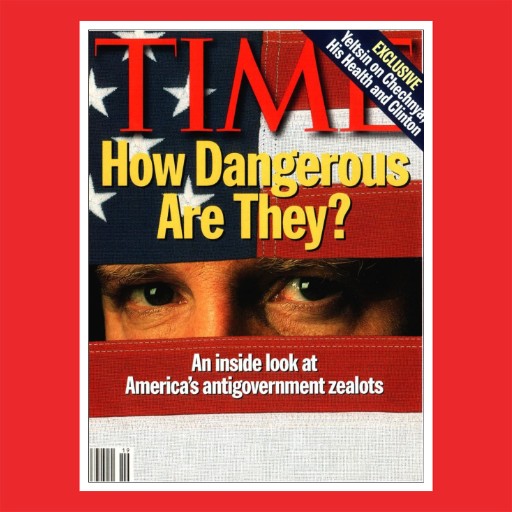 TIME
EXCLUSIVE
Yeltsin on Chechnya,
His Health and Clinton
How Dangerous
Are They?
An inside look at
America's antigovernment zealots
19